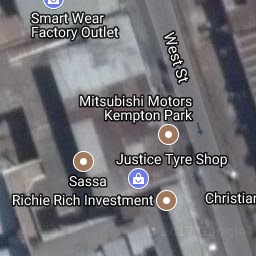 Smart Wear
Factory Outlet
West St
Mitsubishi Motors
Kempton Park
Justice Tyre Shop
Sassa
Richie Rich Investment
Christian